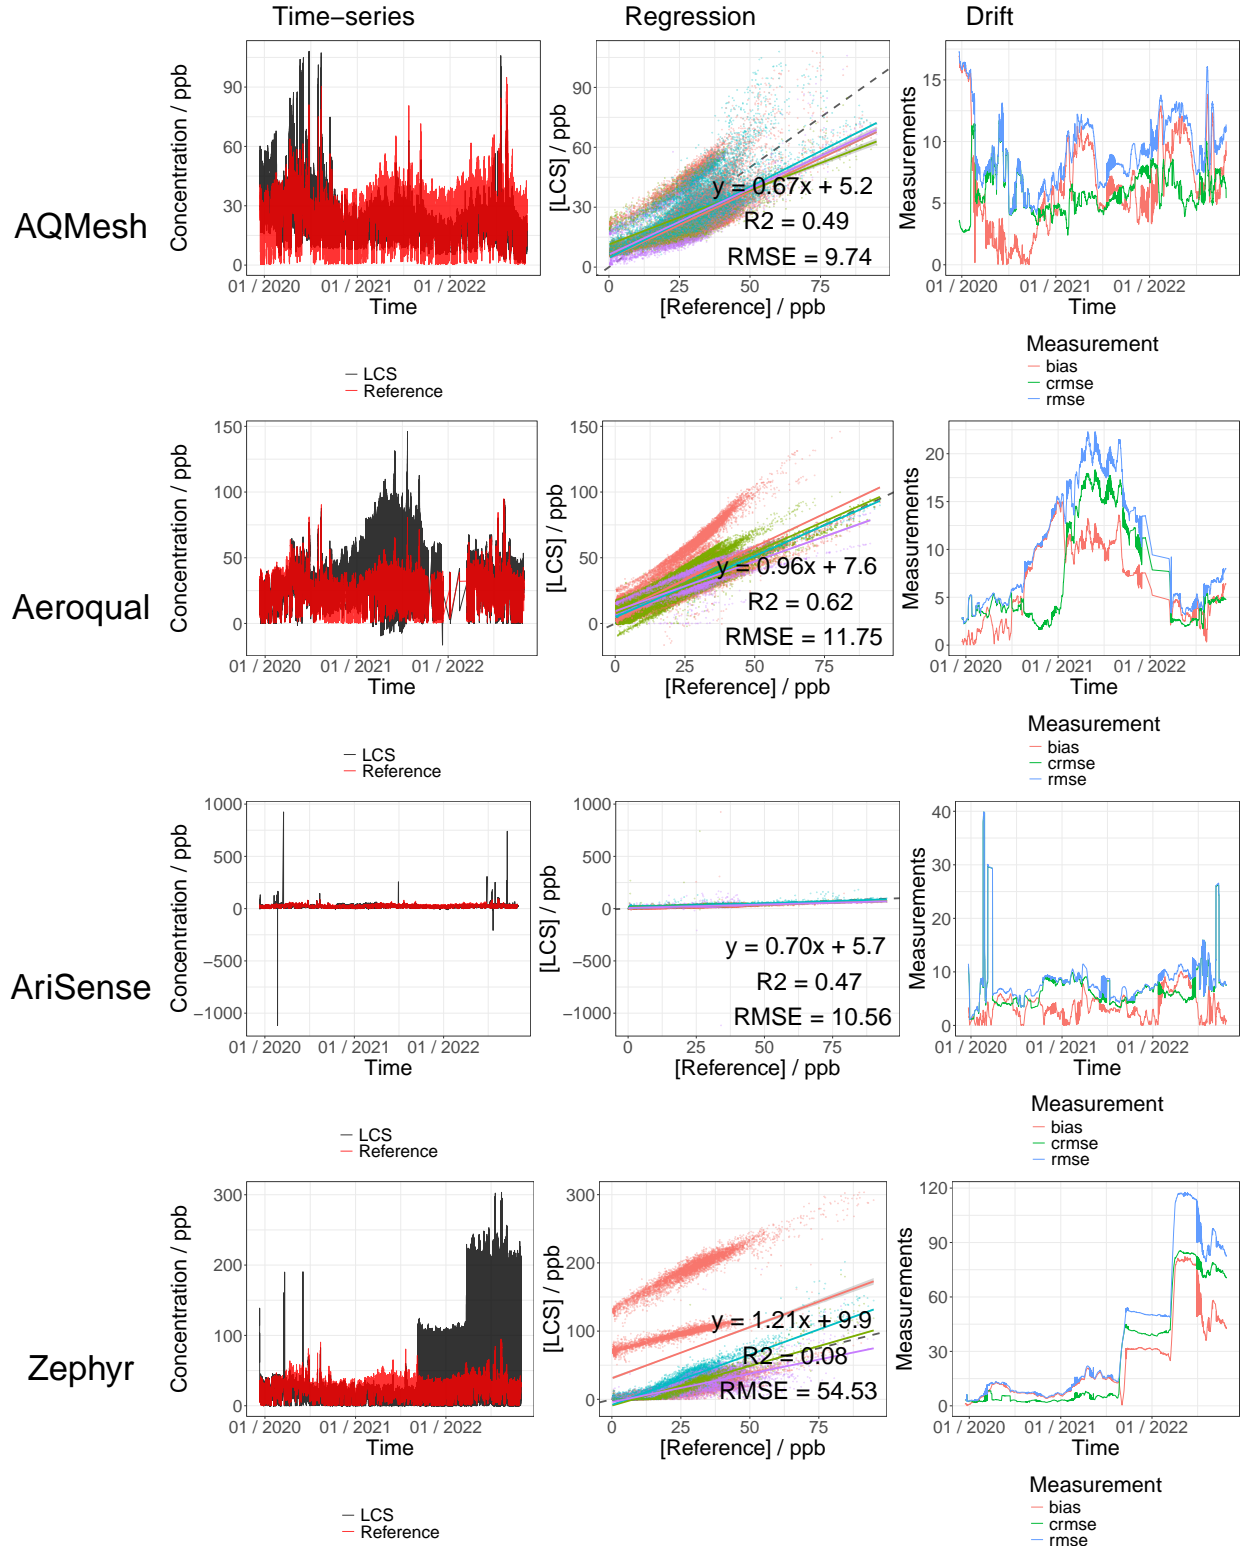 Time−series
Regression
Drift
AQMesh
Concentration / ppb
90
60
30
0
01 / 2020
01 / 2021
01 / 2022
Time
[LCS] / ppb
90
60
30
0
0
25
50
75
[Reference] / ppb
y = 0.67x + 5.2
R2 = 0.49
RMSE = 9.74
Measurements
15
10
5
0
01 / 2020
01 / 2021
01 / 2022
Time
LCS
Reference
Measurement
bias
crmse
rmse
Aeroqual
Concentration / ppb
150
100
50
0
01 / 2020
01 / 2021
01 / 2022
Time
[LCS] / ppb
150
100
50
0
0
25
50
75
[Reference] / ppb
y = 0.96x + 7.6
R2 = 0.62
RMSE = 11.75
Measurements
20
15
10
5
0
01 / 2020
01 / 2021
01 / 2022
Time
LCS
Reference
Measurement
bias
crmse
rmse
AriSense
Concentration / ppb
1000
500
0
−500
−1000
01 / 2020
01 / 2021
01 / 2022
Time
[LCS] / ppb
1000
500
0
−500
−1000
0
25
50
75
[Reference] / ppb
y = 0.70x + 5.7
R2 = 0.47
RMSE = 10.56
Measurements
40
30
20
10
0
01 / 2020
01 / 2021
01 / 2022
Time
LCS
Reference
Measurement
bias
crmse
rmse
Zephyr
Concentration / ppb
300
200
100
0
01 / 2020
01 / 2021
01 / 2022
Time
[LCS] / ppb
300
200
100
0
0
25
50
75
[Reference] / ppb
y = 1.21x + 9.9
R2 = 0.08
RMSE = 54.53
Measurements
120
90
60
30
0
01 / 2020
01 / 2021
01 / 2022
Time
LCS
Reference
Measurement
bias
crmse
rmse